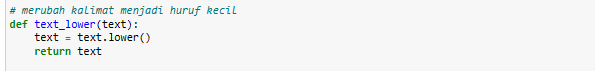 # merubah kalimat menjadi huruf kecil
def text_lower(text):
    text = text.lower()
    return text